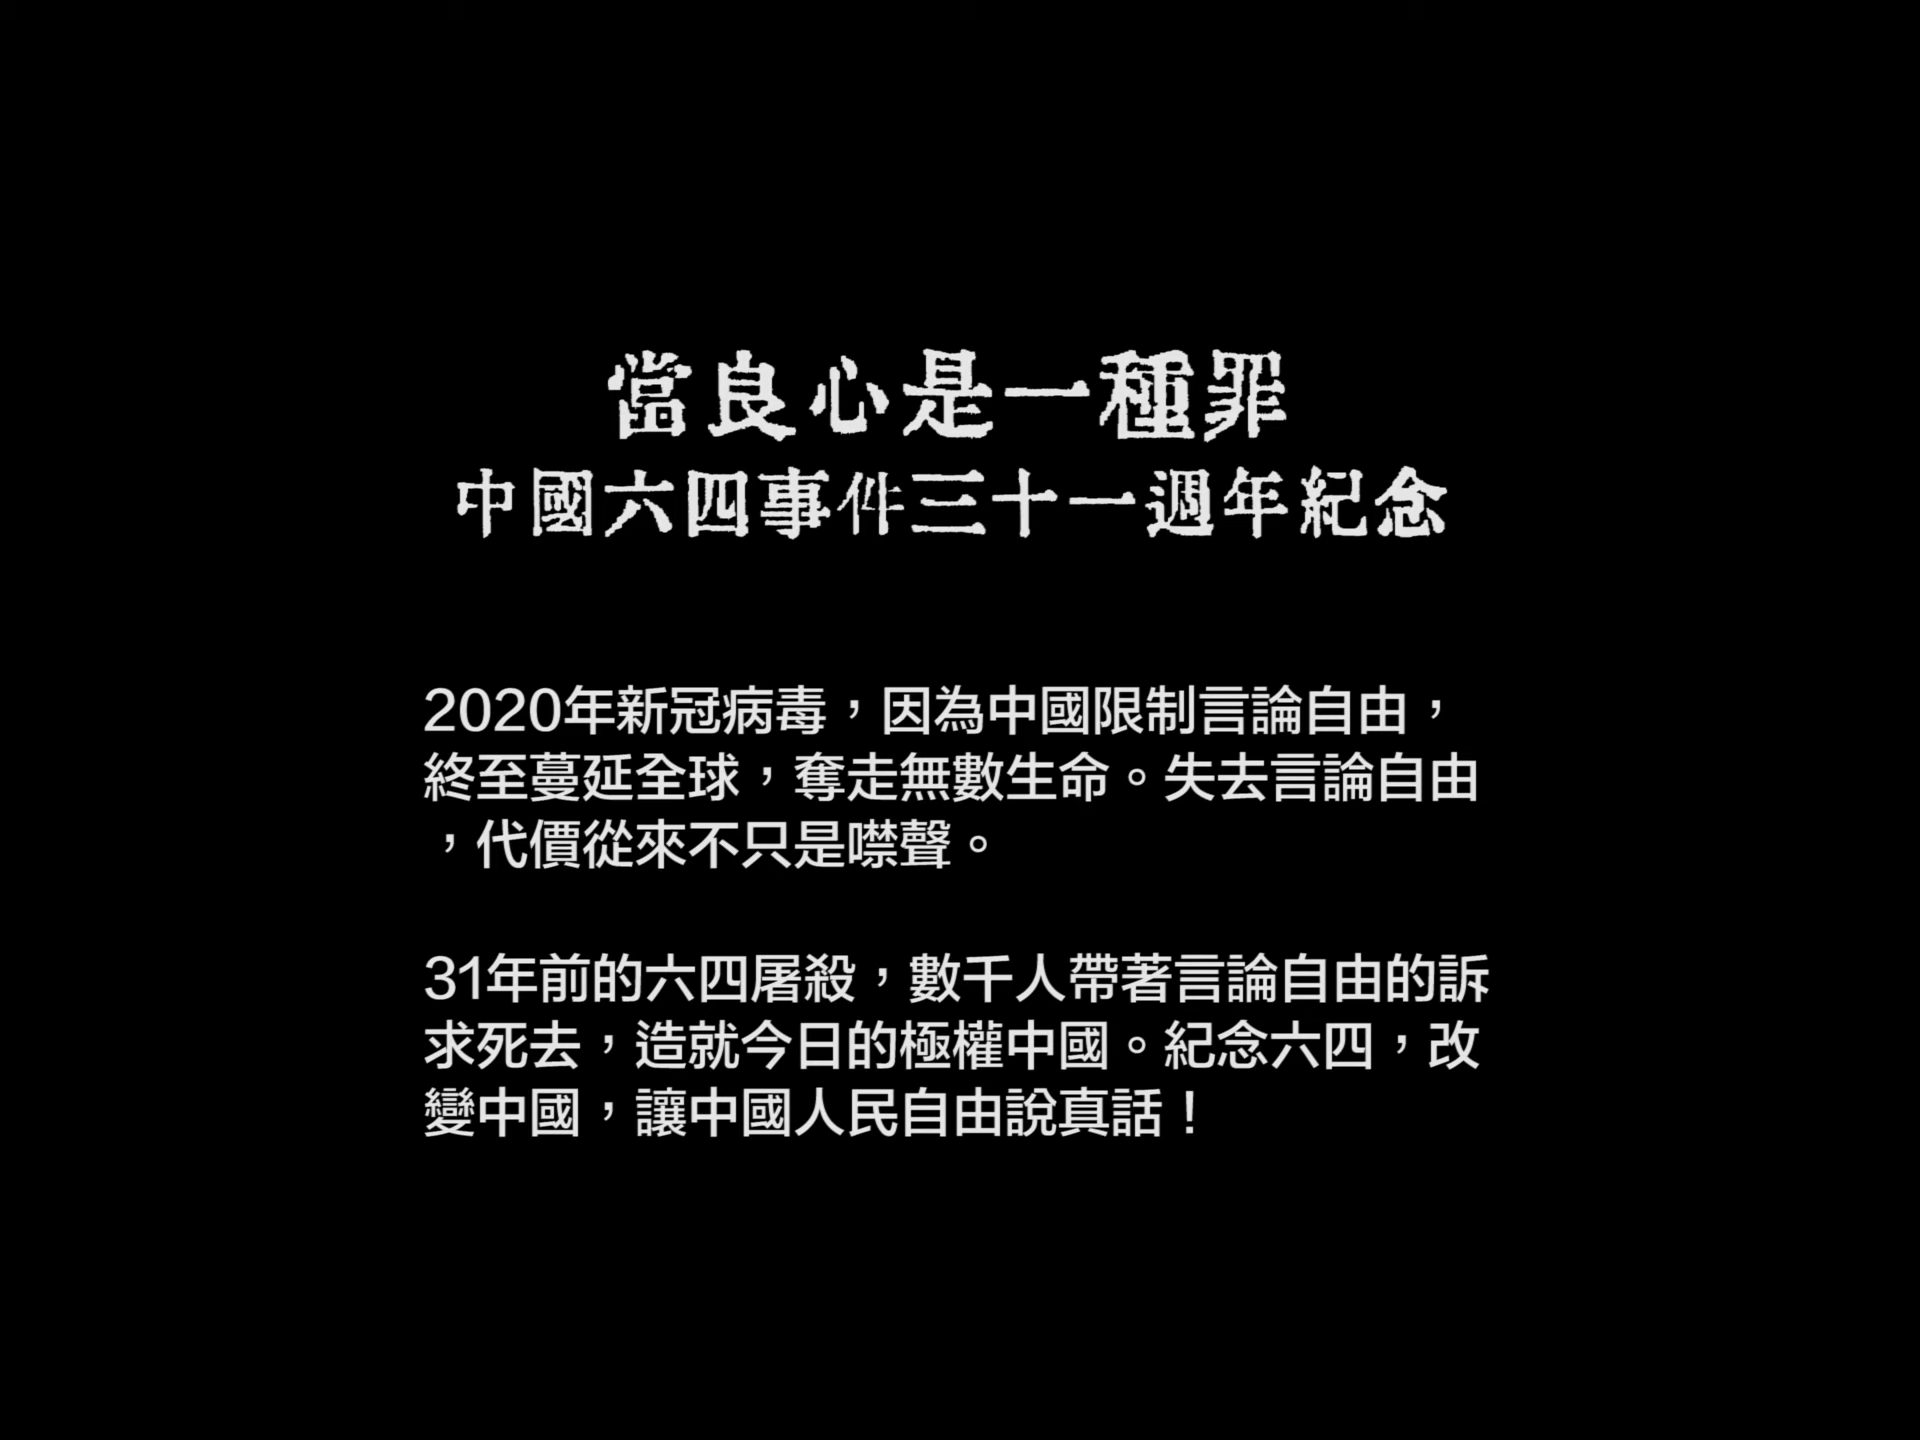 當良心是一種罪
中國六四事件三十一週年紀念
2020年新冠病毒，因為中國限制言論自由，
終至蔓延全球，奪走無數生命。失去言論自由
，代價從來不只是噤聲。
31年前的六四屠殺，數千人帶著言論自由的訴
求死去，造就今日的極權中國。紀念六四，改
變中國，讓中國人民自由說真話！